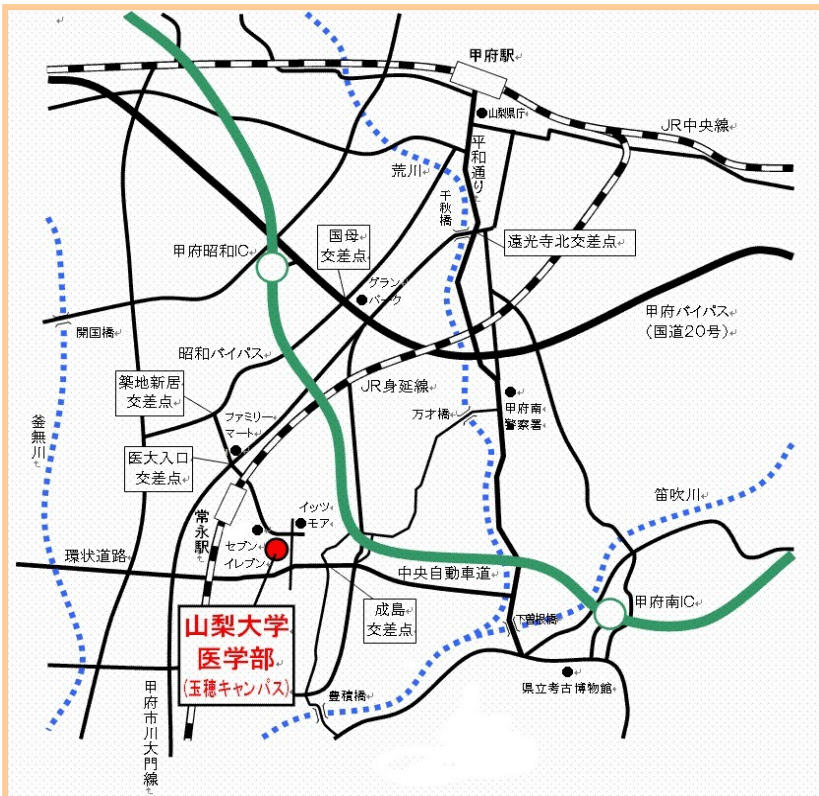 甲府駅
山梨県庁
JR中央線
平和通り
荒川
千秋橋
国母
交差点
遠光寺北交差点
甲府昭和IC
グラン
パーク
甲府バイパス
(国道20号)
開国橋
昭和バイパス
築地新居
交差点
JR身延線
ファミリー
マート
万才橋
甲府南
警察署
釜無川
医大入口
交差点
笛吹川
常永駅
イッツ
モア
セブン
イレブン
環状道路
中央自動車道
成島
交差点
甲府南IC
下曽根橋
山梨大学
医学部
(玉穂キャンパス)
豊積橋
県立考古博物館
甲府市川大門線